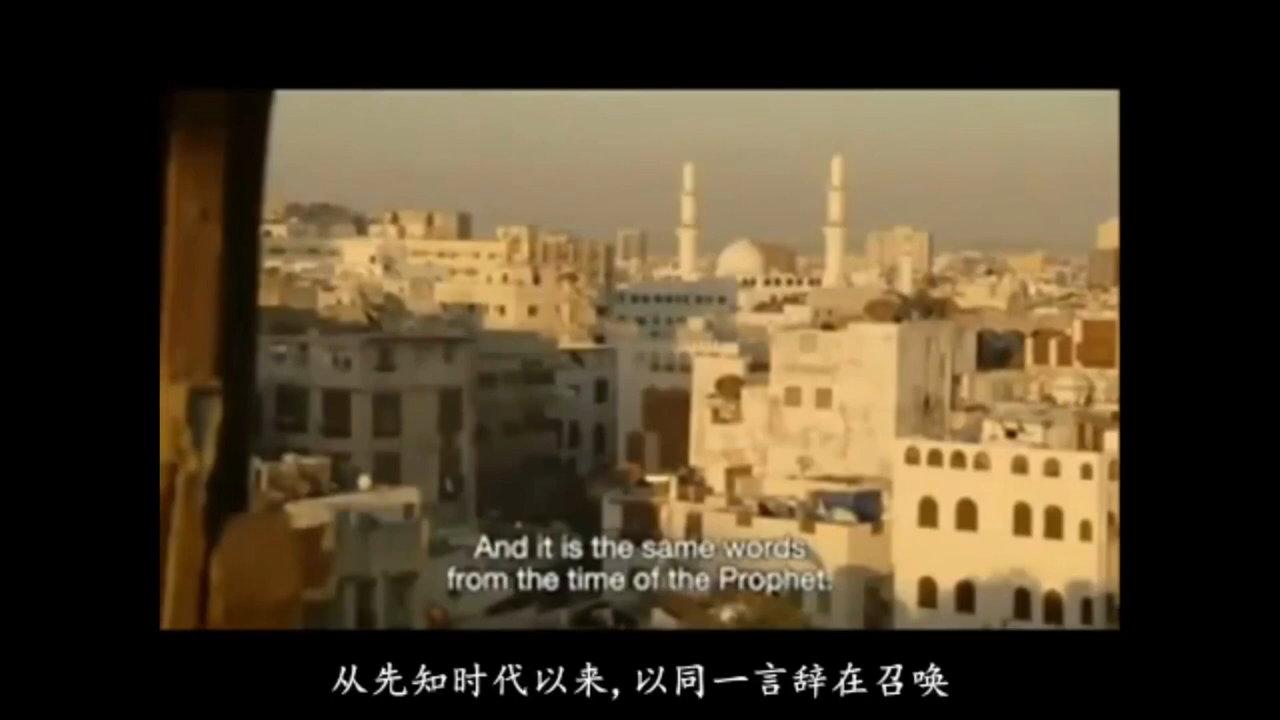 And it is the same words
from the time of the Prophet.
从先知时代以来,以同一言辞在召唤